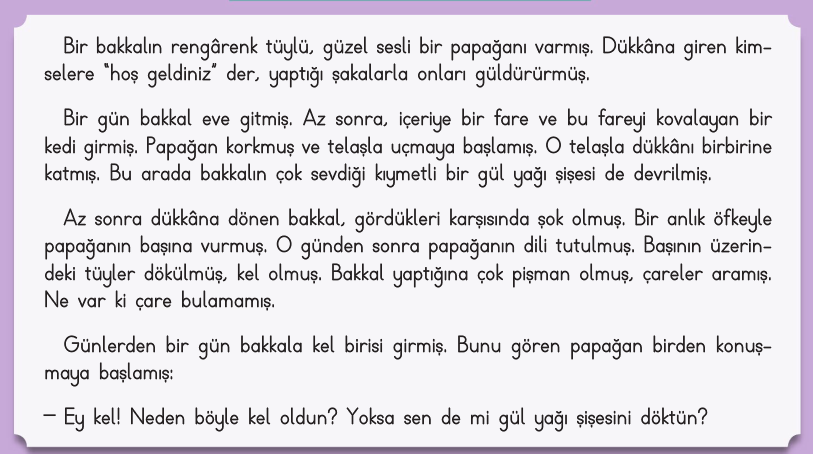 Bir bakkalın rengârenk tüylü, güzel sesli bir papağanı varmış. Dükkâna giren kim-
selere “hoş geldiniz” der, yaptığı şakalarla onları güldürürmüş.
Bir gün bakkal eve gitmiş. Az sonra, içeriye bir fare ve bu fareyi kovalayan bir
kedi girmiş. Papağan korkmuş ve telaşla uçmaya başlamış. O telaşla dükkânı birbirine
katmış. Bu arada bakkalın çok sevdiği kıymetli bir gül yağı şişesi de devrilmiş.
Az sonra dükkâna dönen bakkal, gördükleri karşısında şok olmuş. Bir anlık öfkeyle
papağanın başına vurmuş. O günden sonra papağanın dili tutulmuş. Başının üzerin-
deki tüyler dökülmüş, kel olmuş. Bakkal yaptığına çok pişman olmuş, çareler aramış.
Ne var ki çare bulamamış.
Günlerden bir gün bakkala kel birisi girmiş. Bunu gören papağan birden konuş-
maya başlamış:
– Ey kel! Neden böyle kel oldun? Yoksa sen de mi gül yağı şişesini döktün?